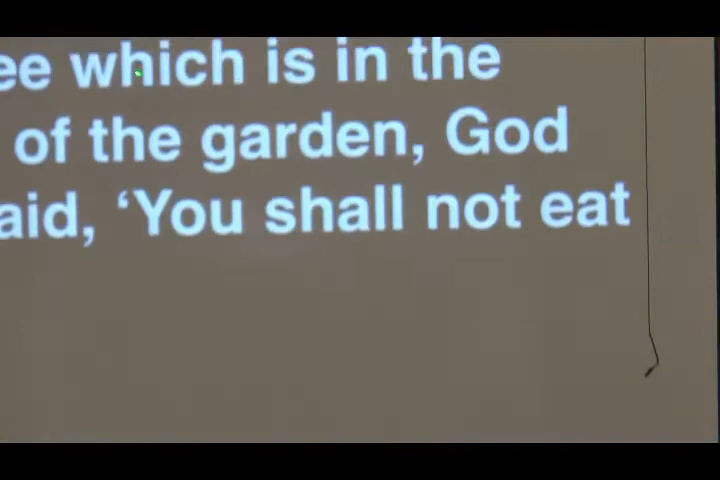 ee which is in the
of the garden, God
aid, ‘You shall not eat